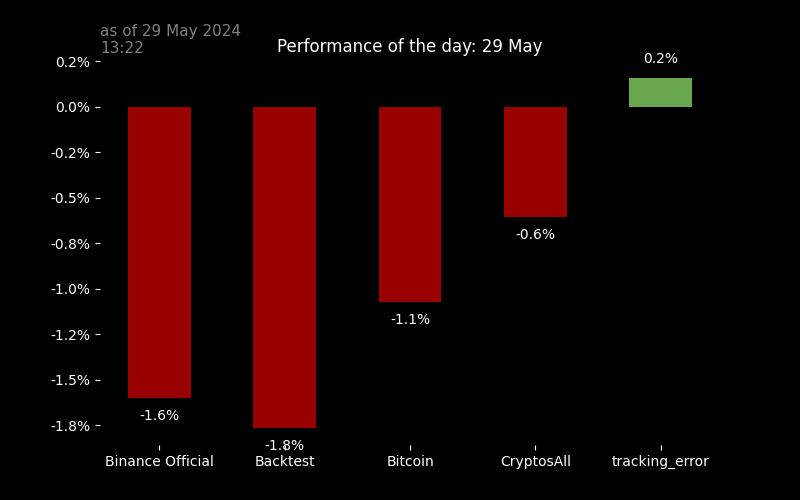 as of 29 May 2024
13:22
Performance of the day: 29 May
0.2%
0.2%
0.0%
-0.2%
-0.5%
-0.8%
-1.0%
-1.2%
-1.5%
-1.8%
-1.6%
-1.8%
-1.1%
-0.6%
Binance Official
Backtest
Bitcoin
CryptosAll
tracking_error